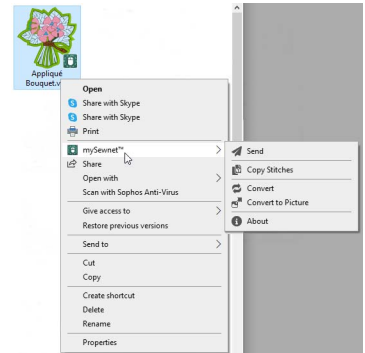 Appliqué
Bouquet.v
Open
Share with Skype
Share with Skype
Print
mySewnet™
Share
Open with
Scan with Sophos Anti-Virus
Give access to
Restore previous versions
Send to
Cut
Copy
Create shortcut
Delete
Rename
Properties
Send
Copy Stitches
Convert
Convert to Picture
About